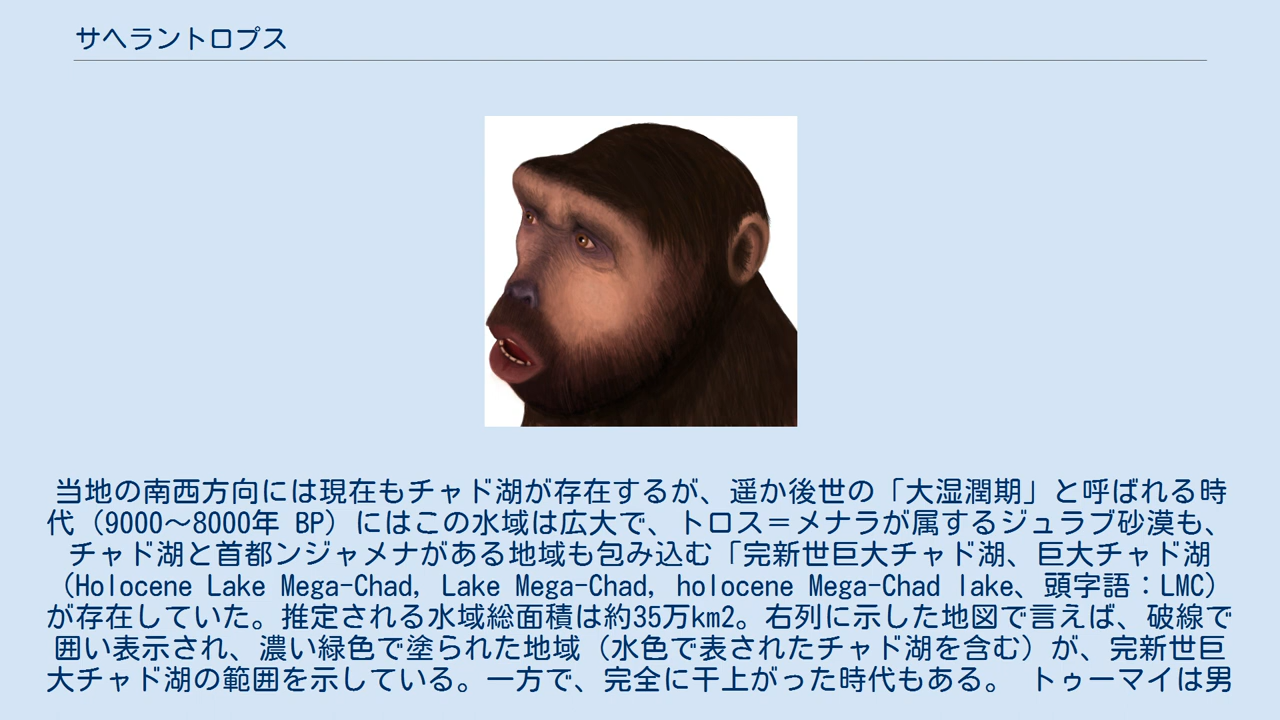 サヘラントロプス
当地の南西方向には現在もチャド湖が存在するが、遥か後世の「大湿潤期」と呼ばれる時
代（9000～8000年 BP）にはこの水域は広大で、トロス＝メナラが属するジュラブ砂漠も、
チャド湖と首都ンジャメナがある地域も包み込む「完新世巨大チャド湖、巨大チャド湖
（Holocene Lake Mega-Chad, Lake Mega-Chad, holocene Mega-Chad lake、頭字語：LMC）
が存在していた。推定される水域総面積は約35万km2。右列に示した地図で言えば、破線で
囲い表示され、濃い緑色で塗られた地域（水色で表されたチャド湖を含む）が、完新世巨
大チャド湖の範囲を示している。一方で、完全に干上がった時代もある。 トゥーマイは男